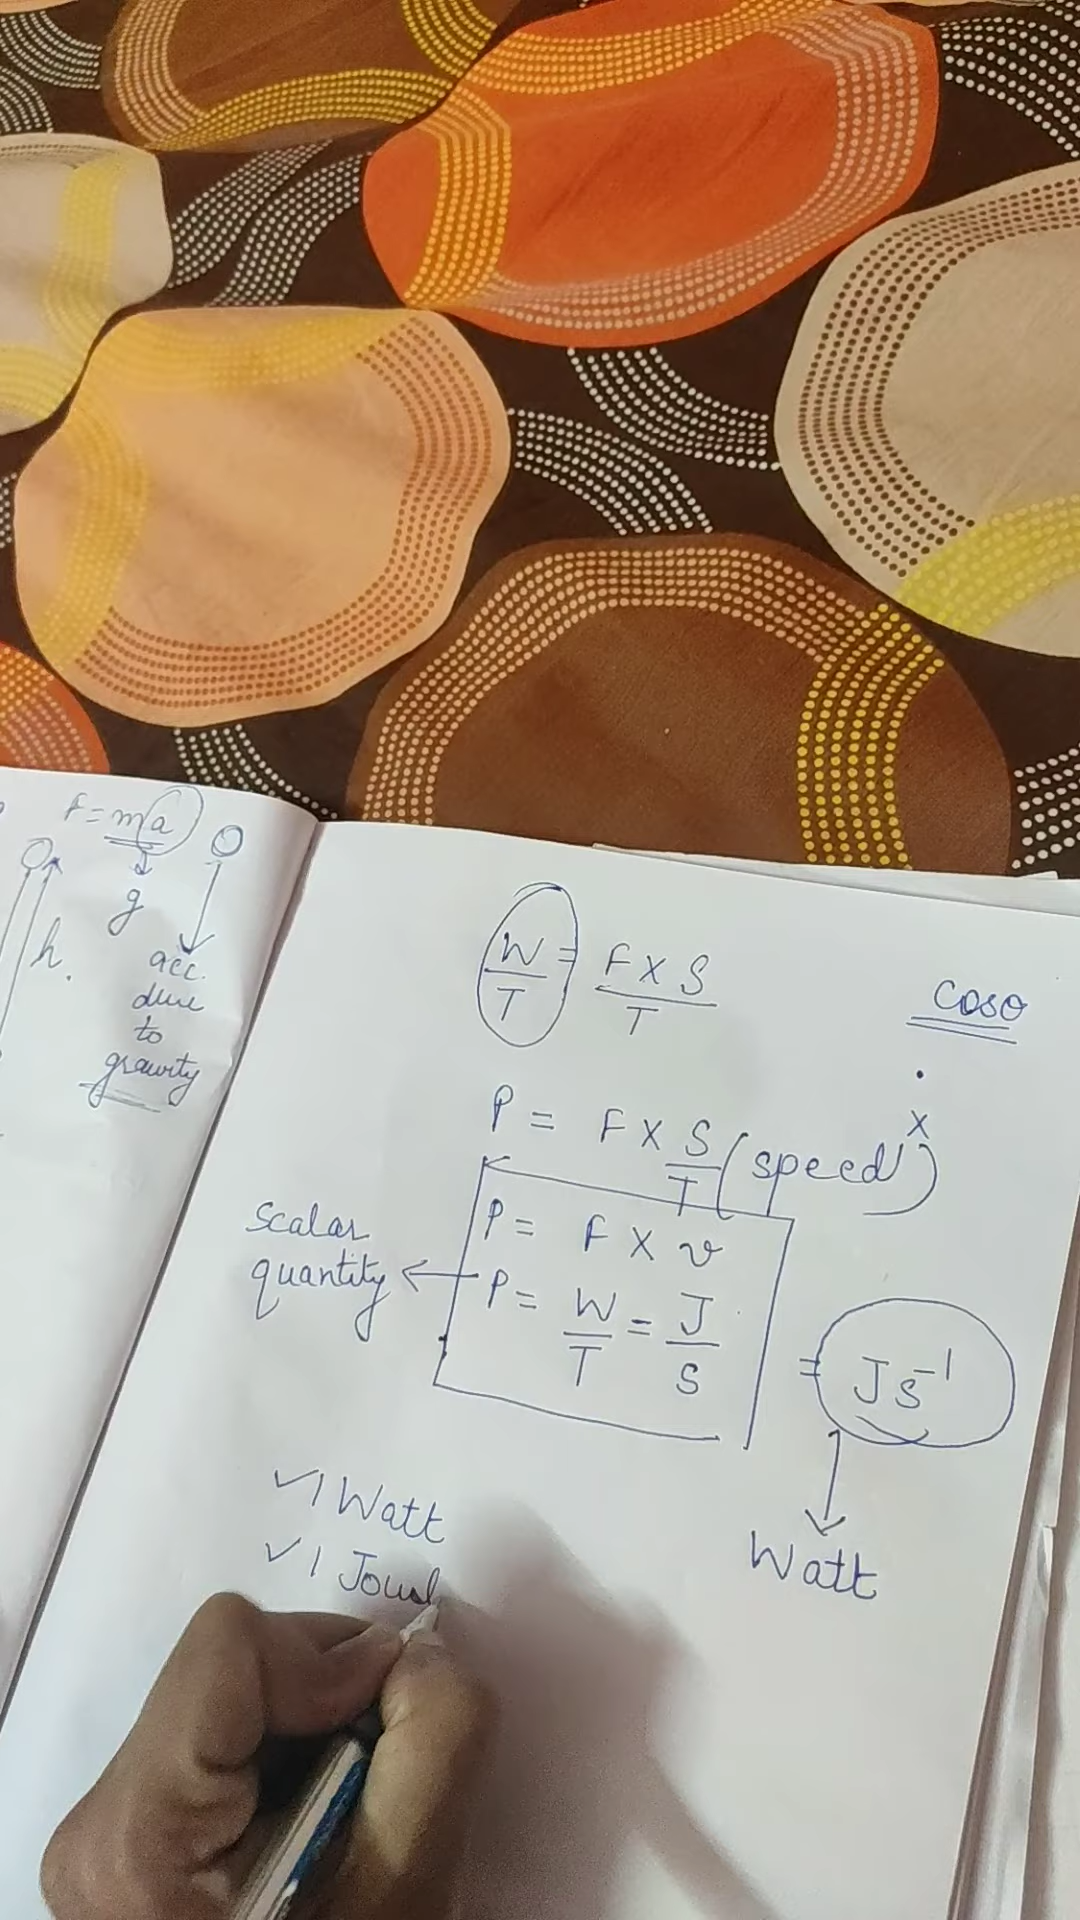 F = ma
g
h.
acc.
due
to
gravity
W/T = F x S/T
cosθ
P = F x S/T (speed)
x
P = F x v
Scalar
quantity ← P = W/T = J/S
= JS⁻¹
✓ 1 Watt
Watt
✓ 1 Joul